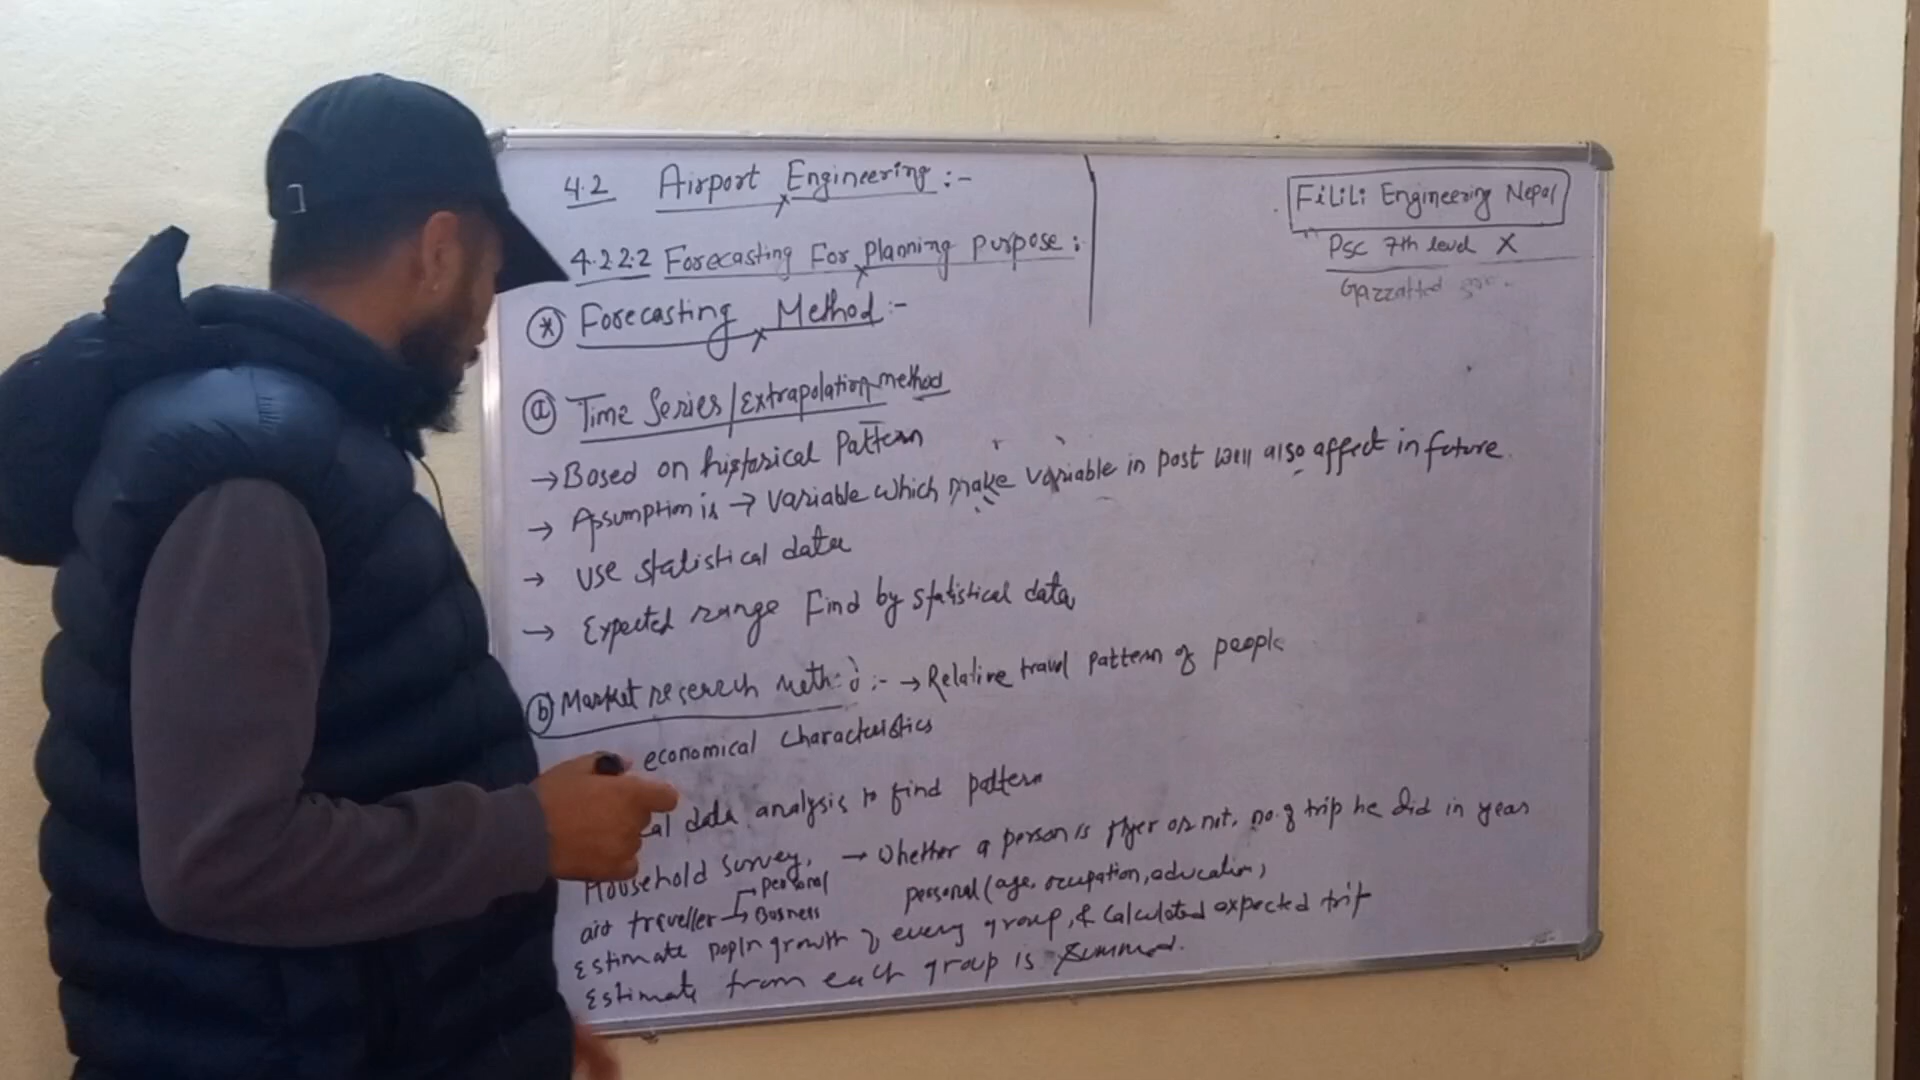 4.2 Airport Engineering :-
4.2.2.2 Forecasting For planning purpose :
* Forecasting Method :-
a Time Series/Extrapolation method
→ Based on historical Pattern
→ Assumption is → variable which make variable in past will also affect in future.
→ use statistical data
→ Expected range Find by statistical data
b Market research method :- → Relative travel pattern of people
economical characteristics
data analysis to find pattern
Household survey, → whether a person is flyer or not, no. of trip he did in year
air traveller → personal
→ Busness
personal (age, occupation, education,)
Estimate popln growth of every group, & calculated expected trip
Estimate from each group is summed.
Filili Engineering Nepal
PSC 7th level X
Gazzatted